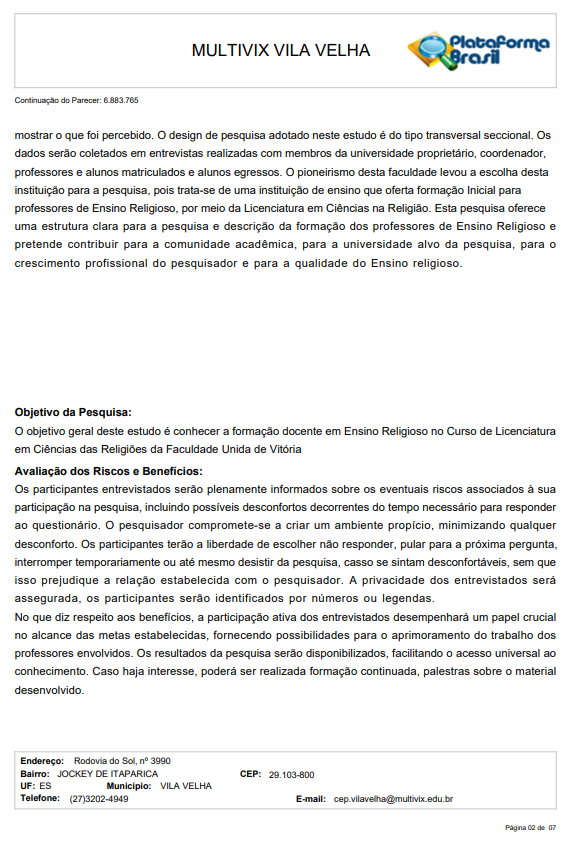 MULTIVIX VILA VELHA
Plataforma
Brasil
Continuação do Parecer: 6.883.765
mostrar o que foi percebido. O design de pesquisa adotado neste estudo é do tipo transversal seccional. Os
dados serão coletados em entrevistas realizadas com membros da universidade proprietário, coordenador,
professores e alunos matriculados e alunos egressos. O pioneirismo desta faculdade levou a escolha desta
instituição para a pesquisa, pois trata-se de uma instituição de ensino que oferta formação Inicial para
professores de Ensino Religioso, por meio da Licenciatura em Ciências na Religião. Esta pesquisa oferece
uma estrutura clara para a pesquisa e descrição da formação dos professores de Ensino Religioso e
pretende contribuir para a comunidade acadêmica, para a universidade alvo da pesquisa, para o
crescimento profissional do pesquisador e para a qualidade do Ensino religioso.
Objetivo da Pesquisa:
O objetivo geral deste estudo é conhecer a formação docente em Ensino Religioso no Curso de Licenciatura
em Ciências das Religiões da Faculdade Unida de Vitória
Avaliação dos Riscos e Benefícios:
Os participantes entrevistados serão plenamente informados sobre os eventuais riscos associados à sua
participação na pesquisa, incluindo possíveis desconfortos decorrentes do tempo necessário para responder
ao questionário. O pesquisador compromete-se a criar um ambiente propício, minimizando qualquer
desconforto. Os participantes terão a liberdade de escolher não responder, pular para a próxima pergunta,
interromper temporariamente ou até mesmo desistir da pesquisa, casso se sintam desconfortáveis, sem que
isso prejudique a relação estabelecida com o pesquisador. A privacidade dos entrevistados será
assegurada, os participantes serão identificados por números ou legendas.
No que diz respeito aos benefícios, a participação ativa dos entrevistados desempenhará um papel crucial
no alcance das metas estabelecidas, fornecendo possibilidades para o aprimoramento do trabalho dos
professores envolvidos. Os resultados da pesquisa serão disponibilizados, facilitando o acesso universal ao
conhecimento. Caso haja interesse, poderá ser realizada formação continuada, palestras sobre o material
desenvolvido.
Endereço: Rodovia do Sol, nº 3990
Bairro: JOCKEY DE ITAPARICA CEP: 29.103-800
UF: ES Município: VILA VELHA
Telefone: (27)3202-4949 E-mail: cep.vilavelha@multivix.edu.br
Página 02 de 07